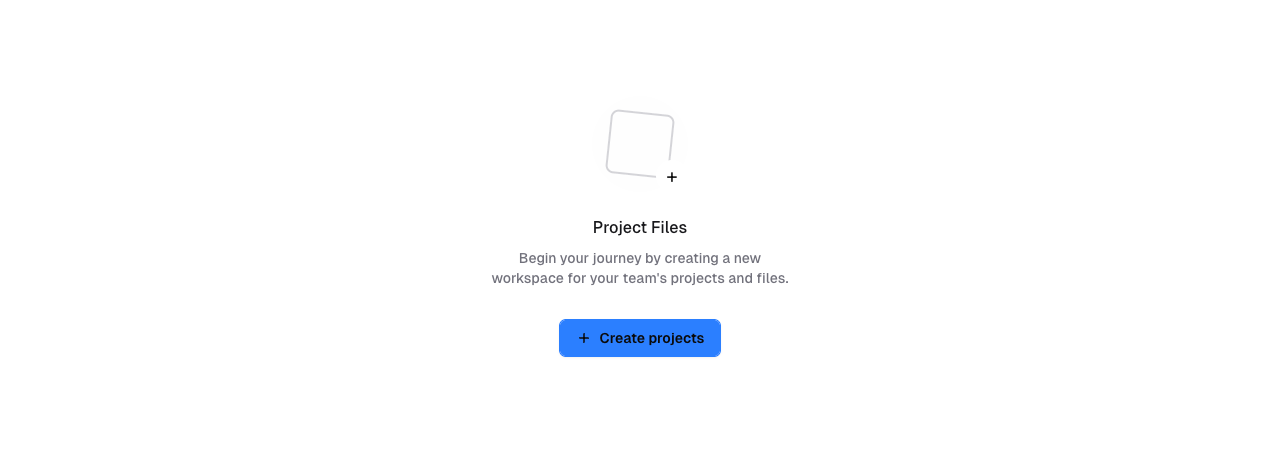 Project Files
Begin your journey by creating a new
workspace for your team's projects and files.
Create projects